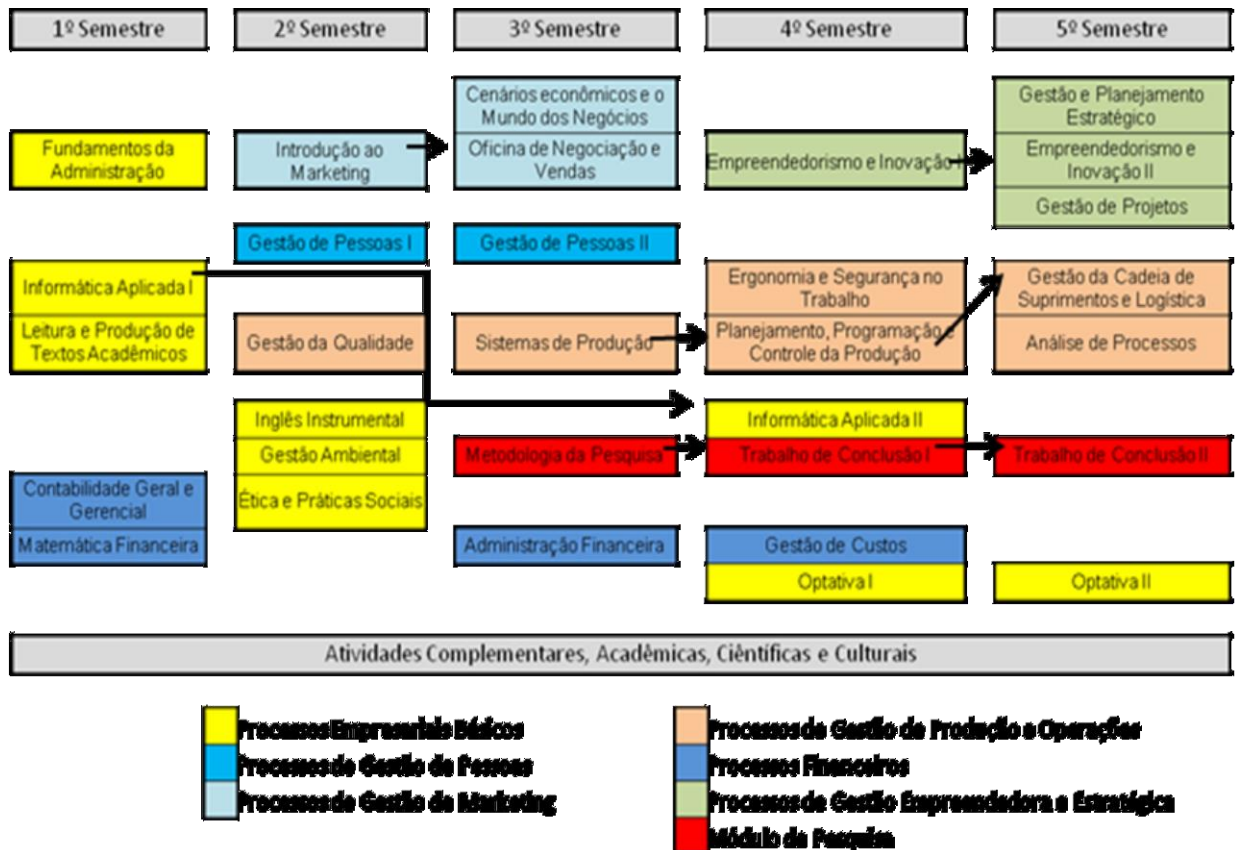 1º Semestre
2º Semestre
3º Semestre
4º Semestre
5º Semestre
Fundamentos da
Administração
Informática Aplicada I
Leitura e Produção de
Textos Acadêmicos
Contabilidade Geral e
Gerencial
Matemática Financeira
Introdução ao
Marketing
Gestão de Pessoas I
Gestão da Qualidade
Inglês Instrumental
Gestão Ambiental
Ética e Práticas Sociais
Cenários econômicos e o
Mundo dos Negócios
Oficina de Negociação e
Vendas
Gestão de Pessoas II
Sistemas de Produção
Metodologia da Pesquisa
Administração Financeira
Empreendedorismo e Inovação I
Ergonomia e Segurança no
Trabalho
Planejamento, Programação e
Controle da Produção
Informática Aplicada II
Trabalho de Conclusão I
Gestão de Custos
Optativa I
Gestão e Planejamento
Estratégico
Empreendedorismo e
Inovação II
Gestão de Projetos
Gestão da Cadeia de
Suprimentos e Logística
Análise de Processos
Trabalho de Conclusão II
Optativa II
Atividades Complementares, Acadêmicas, Científicas e Culturais
Processos Empresariais Básicos
Processos de Gestão de Pessoas
Processos de Gestão de Marketing
Processos de Gestão de Produção e Operações
Processos Financeiros
Processos de Gestão Empreendedora e Estratégica
Módulo de Pesquisa